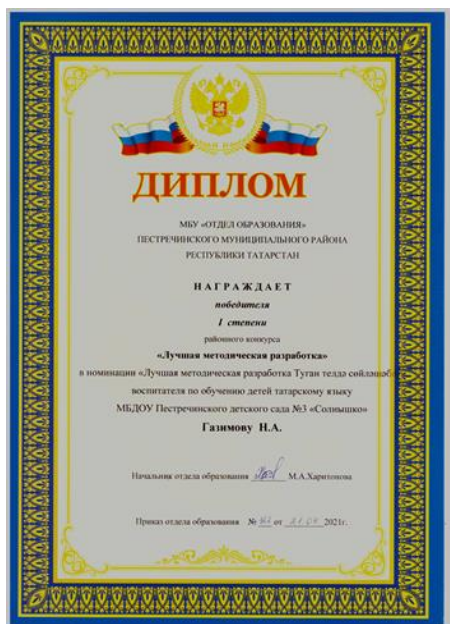 ДИПЛОМ
МБУ «ОТДЕЛ ОБРАЗОВАНИЯ»
ПЕСТРЕЧИНСКОГО МУНИЦИПАЛЬНОГО РАЙОНА
РЕСПУБЛИКИ ТАТАРСТАН
НАГРАЖДАЕТ
победителя
I степени
районного конкурса
«Лучшая методическая разработка»
в номинации «Лучшая методическая разработка Туган телдә сөйләшәбез
воспитателя по обучению детей татарскому языку
МБДОУ Пестречинского детского сада №3 «Солнышко»
Газимову Н.А.
Начальник отдела образования М.А.Харитонова
Приказ отдела образования № от 21.04 2021г.